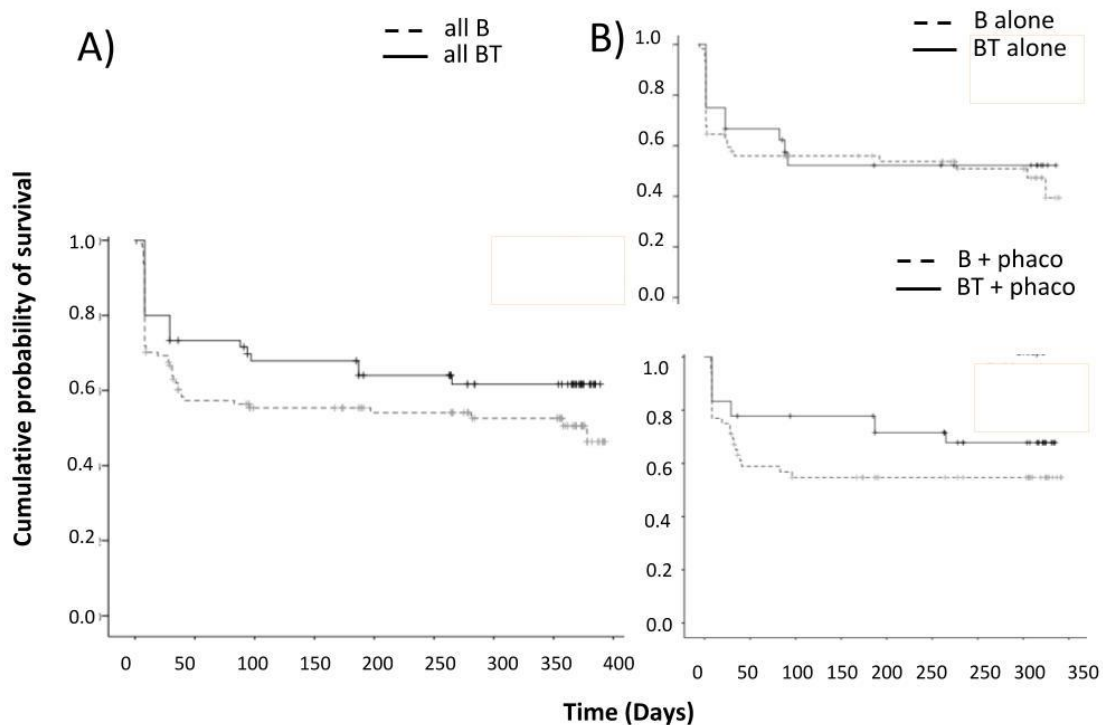 A)
all B
all BT
Cumulative probability of survival
1.0
0.8
0.6
0.4
0.2
0.0
0 50 100 150 200 250 300 350 400
B)
B alone
BT alone
1.0
0.8
0.6
0.4
0.2
0.0
B + phaco
BT + phaco
1.0
0.8
0.6
0.4
0.2
0.0
0 50 100 150 200 250 300 350
Time (Days)